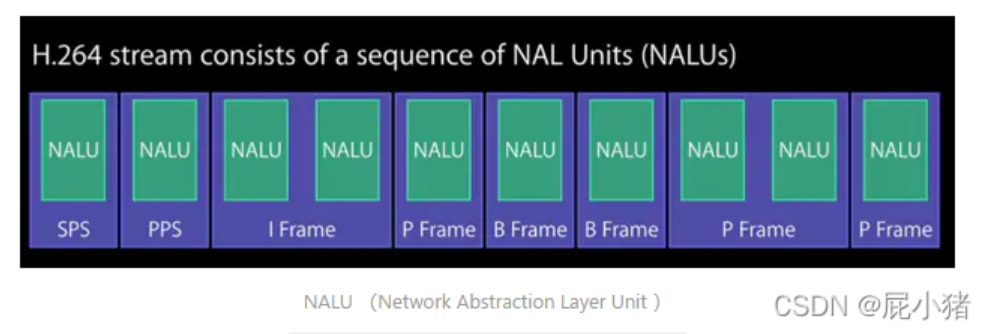 H.264 stream consists of a sequence of NAL Units (NALUs)
NALU NALU NALU NALU NALU NALU NALU NALU NALU NALU
SPS PPS I Frame P Frame B Frame B Frame P Frame P Frame
NALU （Network Abstraction Layer Unit ）
CSDN @屁小猪